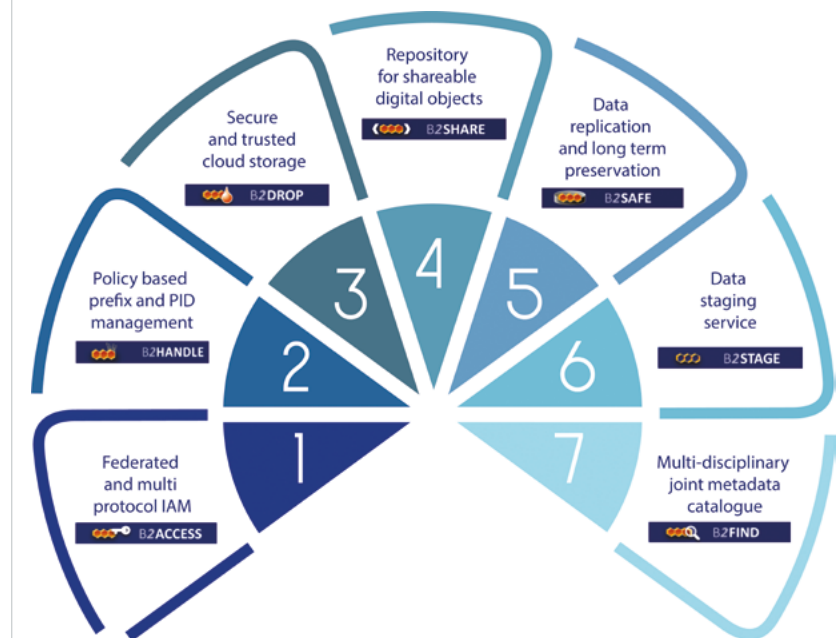 1
Federated
and multi
protocol IAM
B2ACCESS
2
Policy based
prefix and PID
management
B2HANDLE
3
Secure
and trusted
cloud storage
B2DROP
4
Repository
for shareable
digital objects
B2SHARE
5
Data
replication
and long term
preservation
B2SAFE
6
Data
staging
service
B2STAGE
7
Multi-disciplinary
joint metadata
catalogue
B2FIND